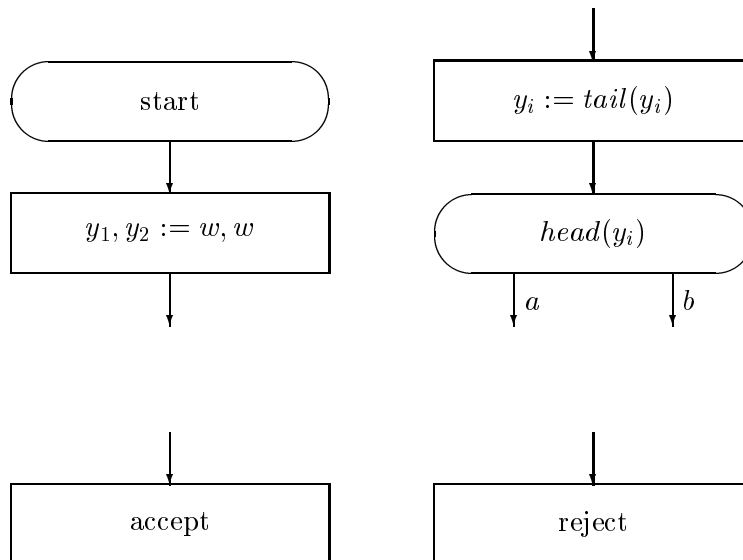 start
y₁, y₂ := w, w
accept
yᵢ := tail(yᵢ)
head(yᵢ)
a b
reject